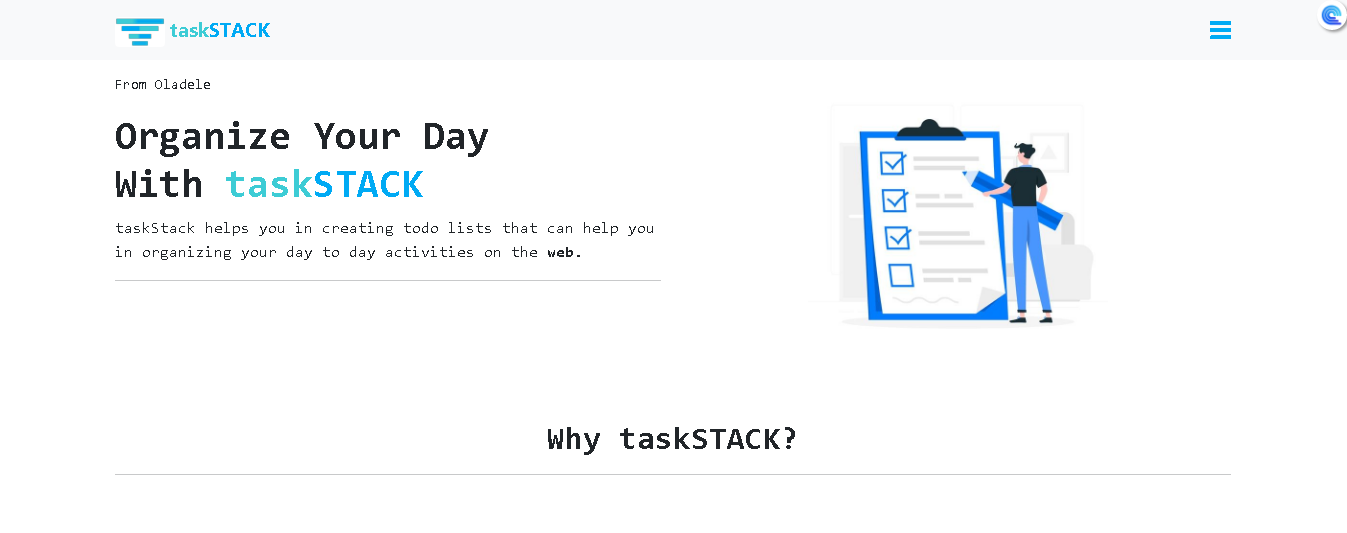 taskSTACK
From Oladele
Organize Your Day
With taskSTACK
taskStack helps you in creating todo lists that can help you
in organizing your day to day activities on the web.
Why taskSTACK?